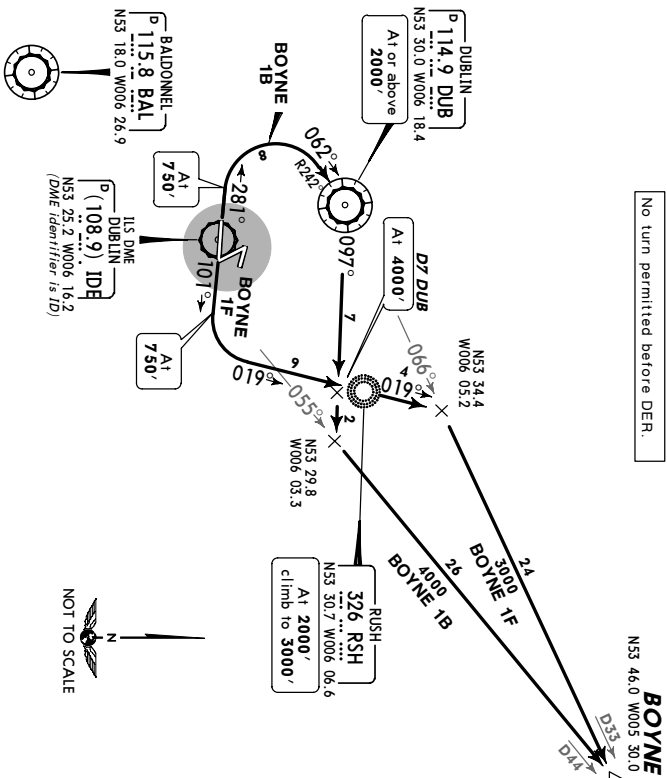 No turn permitted before DER.
BOYNE
N53 46.0 W005 30.0
D33
D44
N53 34.4
W006 05.2
066°
4
019°
24
3000
BOYNE 1F
26
4000
BOYNE 1B
DUBLIN
D 114.9 DUB
N53 30.0 W006 18.4
At or above
2000'
D7 DUB
At 4000'
097°
7
2
N53 29.8
W006 03.3
055°
RUSH
326 RSH
N53 30.7 W006 06.6
At 2000'
climb to 3000'
062°
R242°
BOYNE
1B
8
281°
At
750'
BOYNE
1F
101°
At
750'
9
019°
BALDONNEL
D 115.8 BAL
N53 18.0 W006 26.9
ILS DME
DUBLIN
D (108.9) IDE
N53 25.2 W006 16.2
(DME identifier is ID)
N
NOT TO SCALE